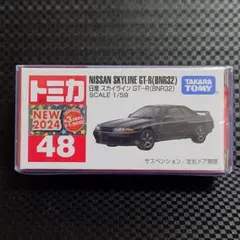 トミカ
NISSAN SKYLINE GT-R(BNR32)
日産 スカイライン GT-R(BNR32)
SCALE 1/59
TAKARA
TOMY
NEW
2024
48
サスペンション/左右ドア開閉